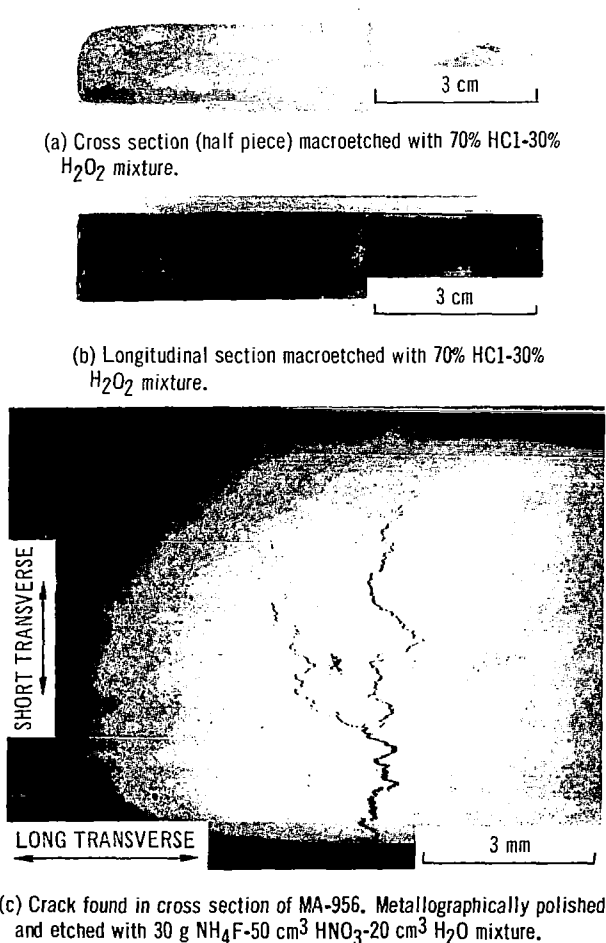 3 cm
(a) Cross section (half piece) macroetched with 70% HCl-30%
H₂O₂ mixture.
3 cm
(b) Longitudinal section macroetched with 70% HCl-30%
H₂O₂ mixture.
SHORT TRANSVERSE
LONG TRANSVERSE
3 mm
(c) Crack found in cross section of MA-956. Metallographically polished
and etched with 30 g NH₄F-50 cm³ HNO₃-20 cm³ H₂O mixture.